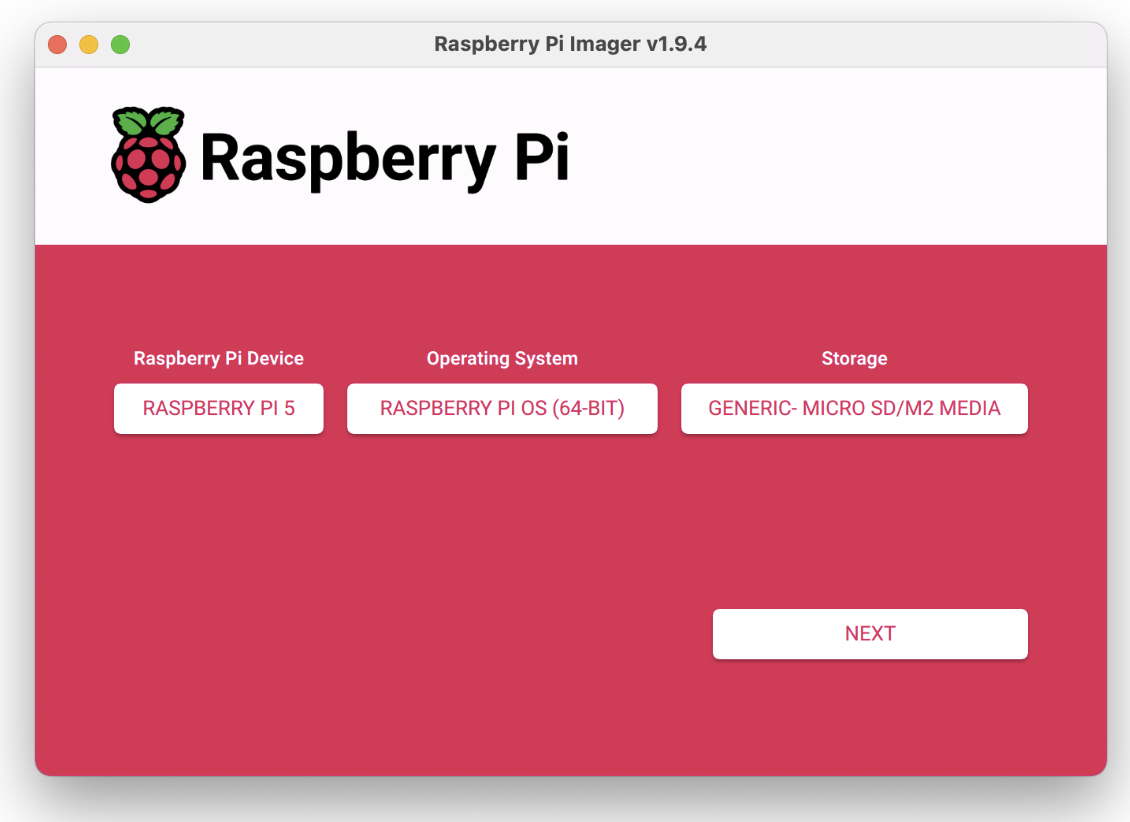 Raspberry Pi Imager v1.9.4
Raspberry Pi
Raspberry Pi Device
Operating System
Storage
RASPBERRY PI 5
RASPBERRY PI OS (64-BIT)
GENERIC- MICRO SD/M2 MEDIA
NEXT